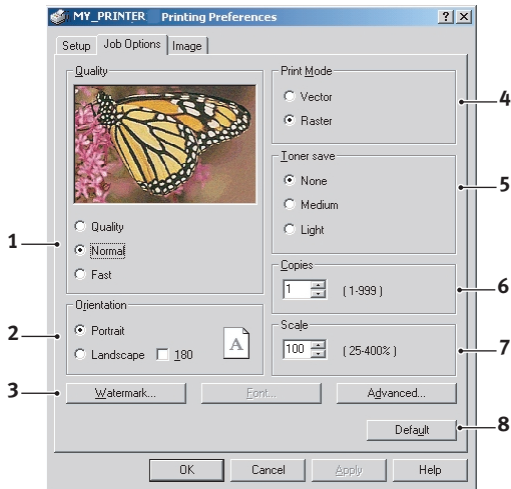 MY_PRINTER Printing Preferences
Setup
Job Options
Image
Quality
Quality
Normal
Fast
1
Orientation
Portrait
Landscape
180
A
2
Print Mode
Vector
Raster
4
Toner save
None
Medium
Light
5
Copies
1
(1-999)
6
Scale
100
(25-400%)
7
3
Watermark...
Font...
Advanced...
Default
8
OK
Cancel
Apply
Help